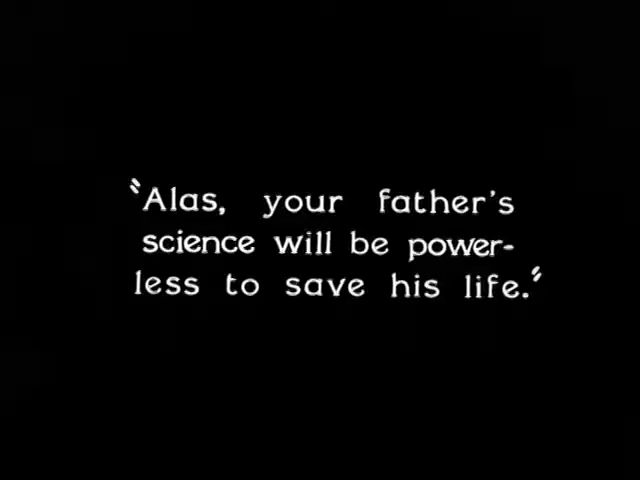 "Alas, your father's
science will be power-
less to save his life."